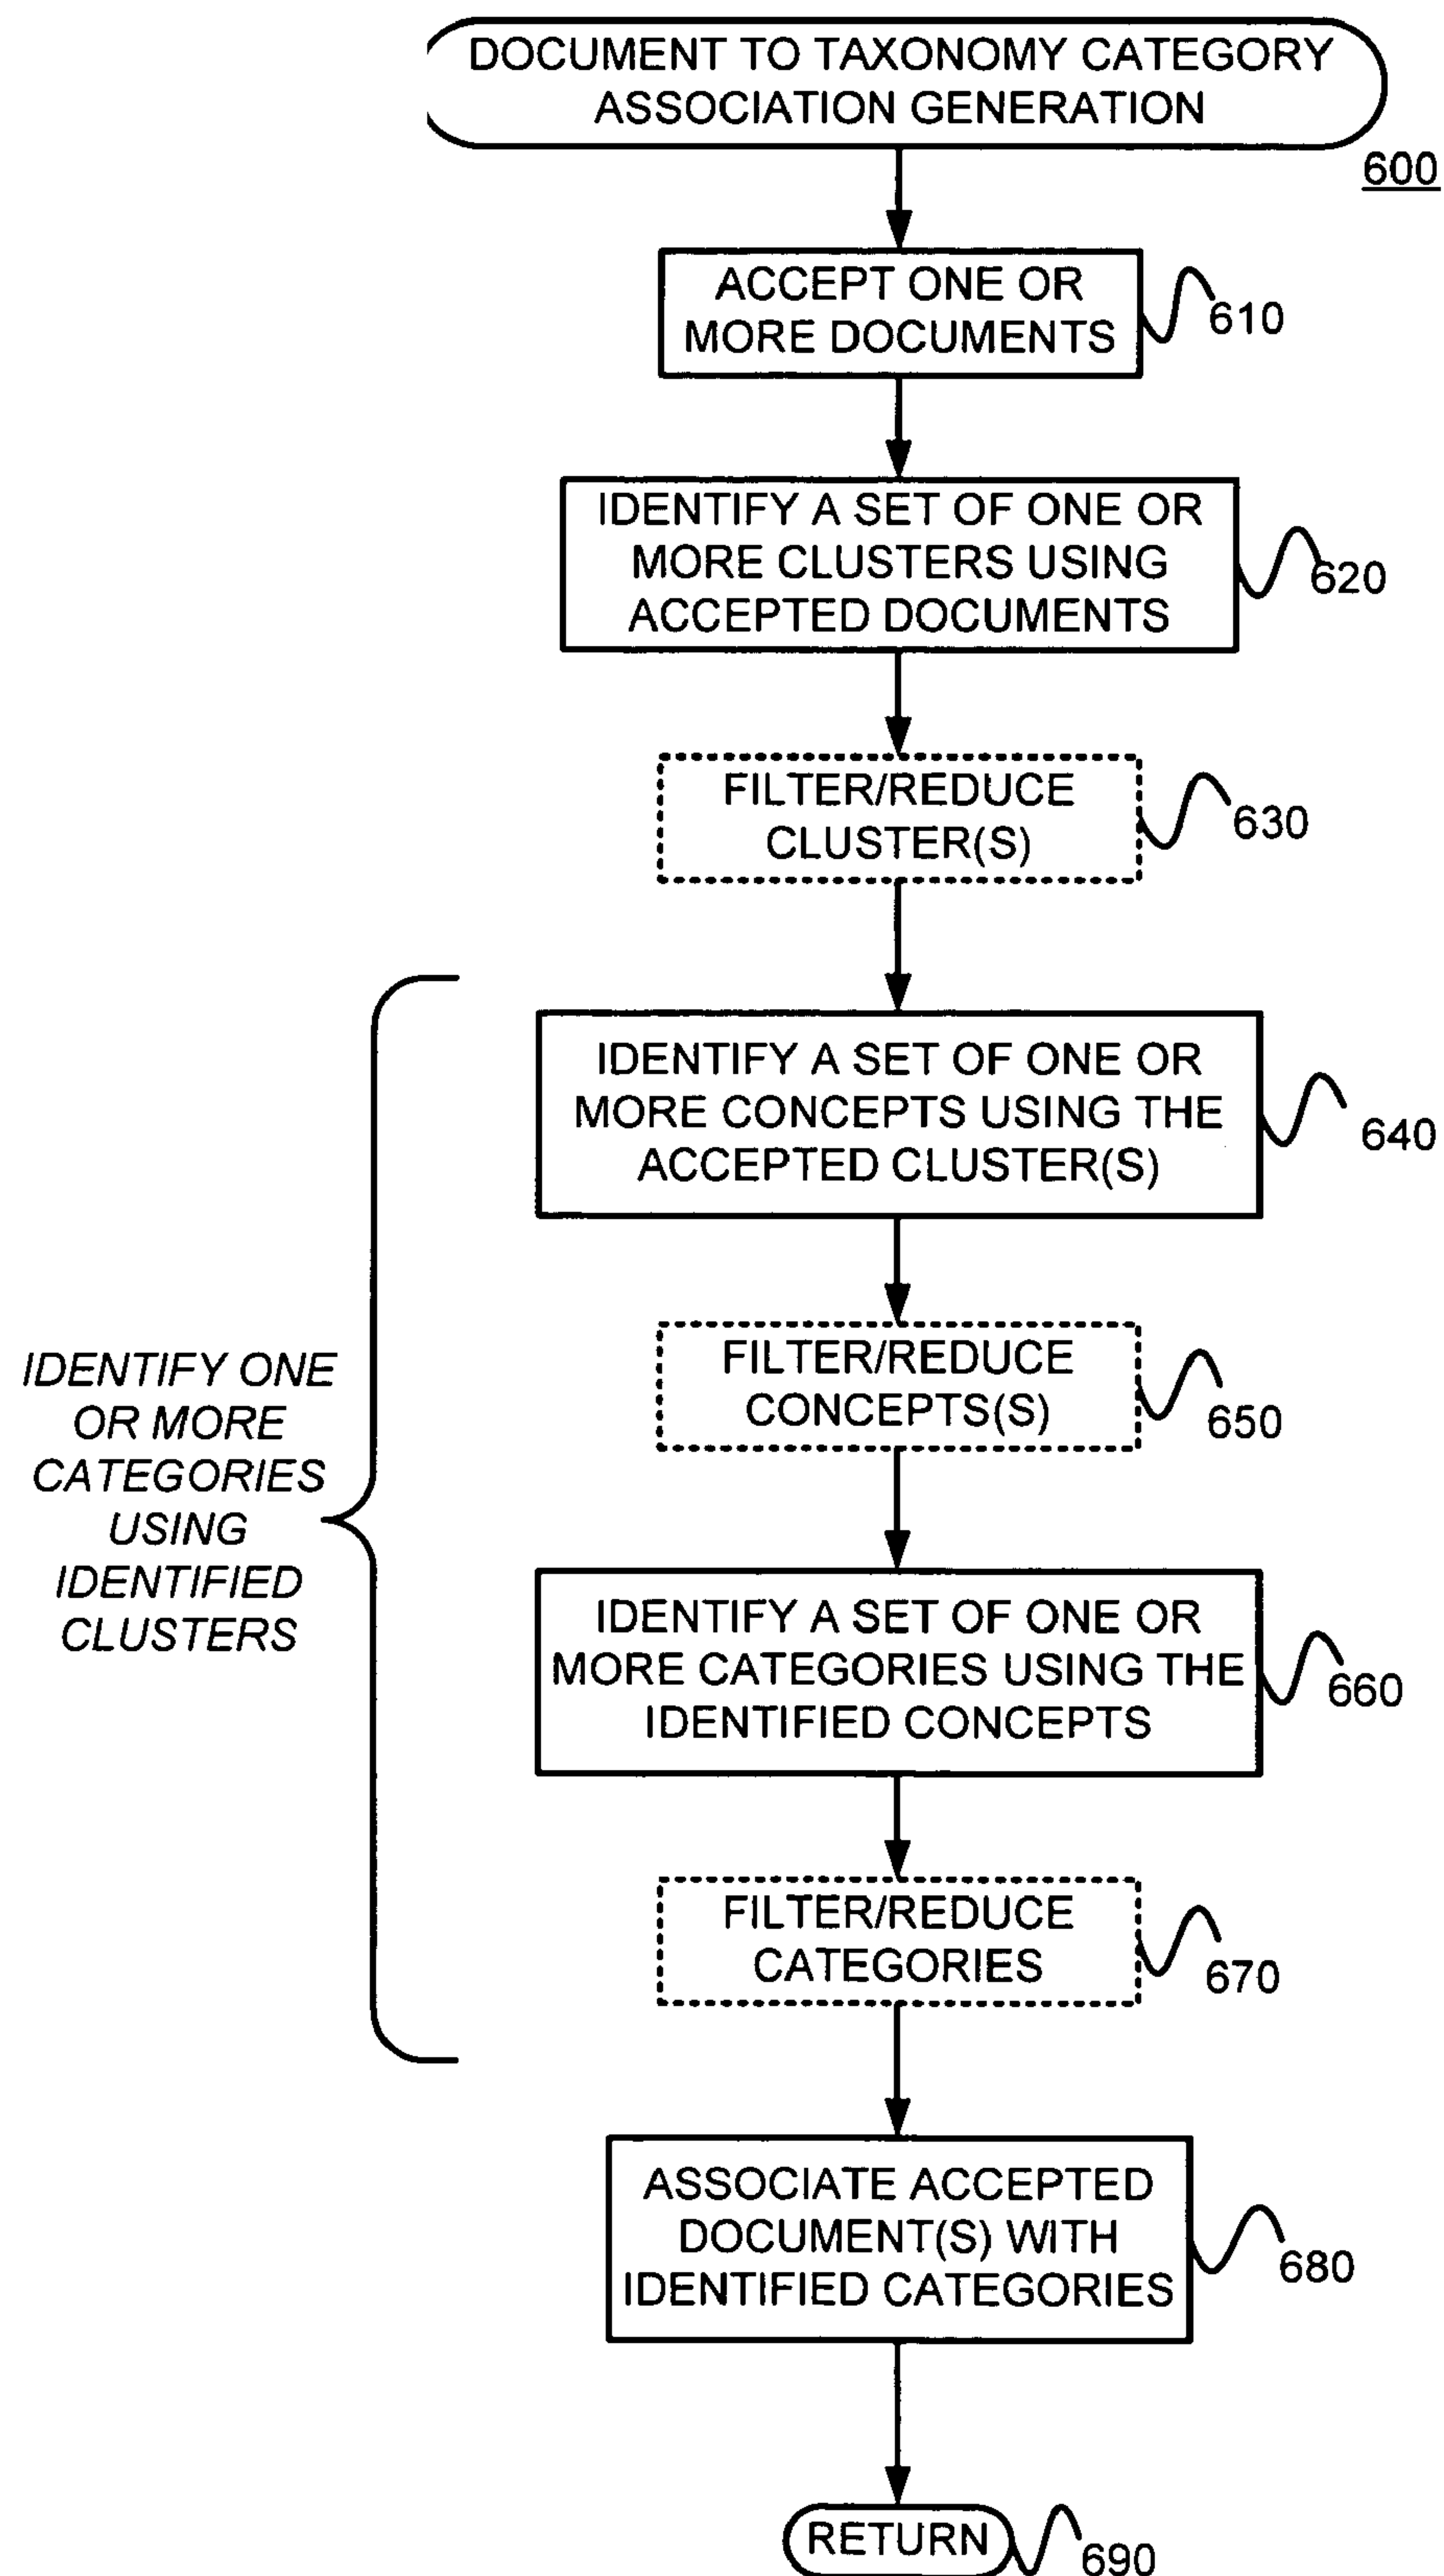 DOCUMENT TO TAXONOMY CATEGORY
ASSOCIATION GENERATION
600
ACCEPT ONE OR
MORE DOCUMENTS
610
IDENTIFY A SET OF ONE OR
MORE CLUSTERS USING
ACCEPTED DOCUMENTS
620
FILTER/REDUCE
CLUSTER(S)
630
IDENTIFY A SET OF ONE OR
MORE CONCEPTS USING THE
ACCEPTED CLUSTER(S)
640
FILTER/REDUCE
CONCEPTS(S)
650
IDENTIFY ONE
OR MORE
CATEGORIES
USING
IDENTIFIED
CLUSTERS
IDENTIFY A SET OF ONE OR
MORE CATEGORIES USING THE
IDENTIFIED CONCEPTS
660
FILTER/REDUCE
CATEGORIES
670
ASSOCIATE ACCEPTED
DOCUMENT(S) WITH
IDENTIFIED CATEGORIES
680
RETURN
690